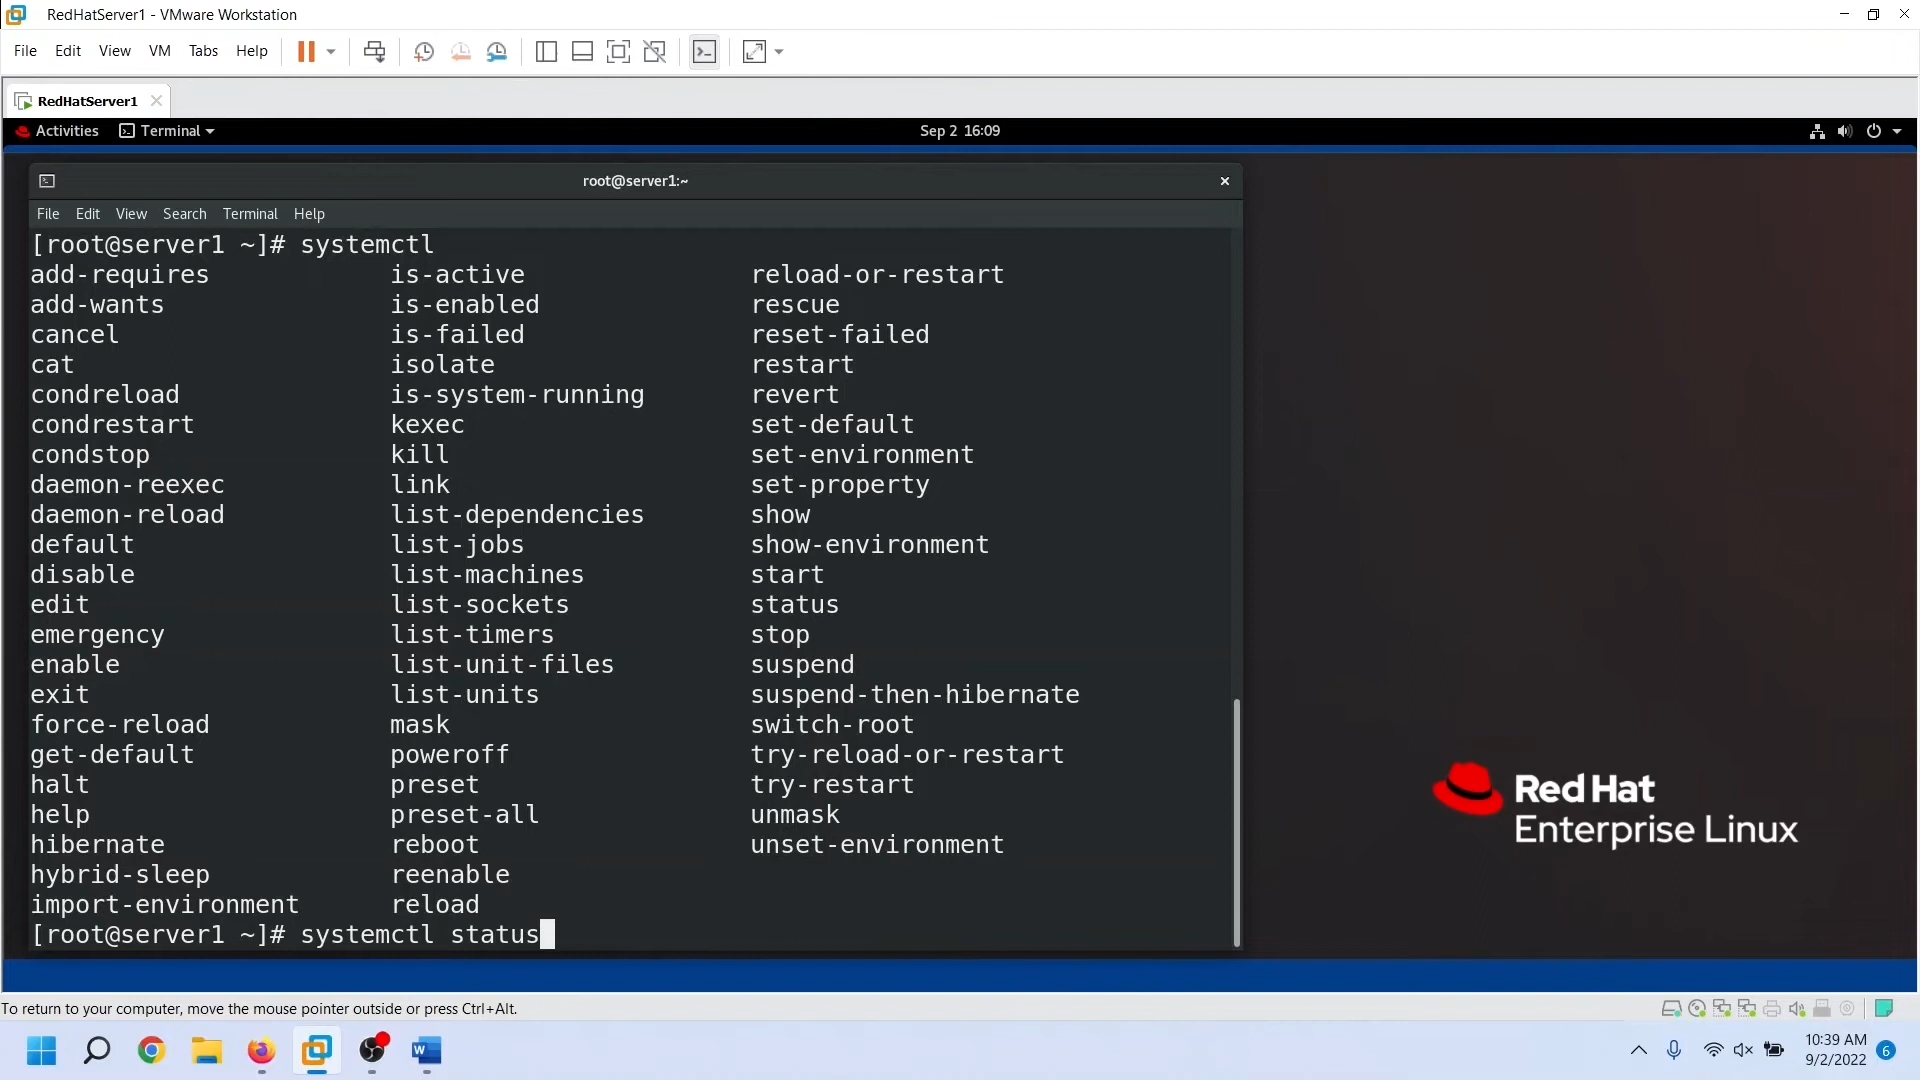 RedHatServer1 - VMware Workstation
File Edit View VM Tabs Help
RedHatServer1
Activities Terminal Sep 2 16:09
root@server1:~
File Edit View Search Terminal Help
[root@server1 ~]# systemctl
add-requires is-active reload-or-restart
add-wants is-enabled rescue
cancel is-failed reset-failed
cat isolate restart
condreload is-system-running revert
condrestart kexec set-default
condstop kill set-environment
daemon-reexec link set-property
daemon-reload list-dependencies show
default list-jobs show-environment
disable list-machines start
edit list-sockets status
emergency list-timers stop
enable list-unit-files suspend
exit list-units suspend-then-hibernate
force-reload mask switch-root
get-default poweroff try-reload-or-restart
halt preset try-restart
help preset-all unmask
hibernate reboot unset-environment
hybrid-sleep reenable
import-environment reload
[root@server1 ~]# systemctl status
Red Hat
Enterprise Linux
To return to your computer, move the mouse pointer outside or press Ctrl+Alt.
10:39 AM
9/2/2022
6